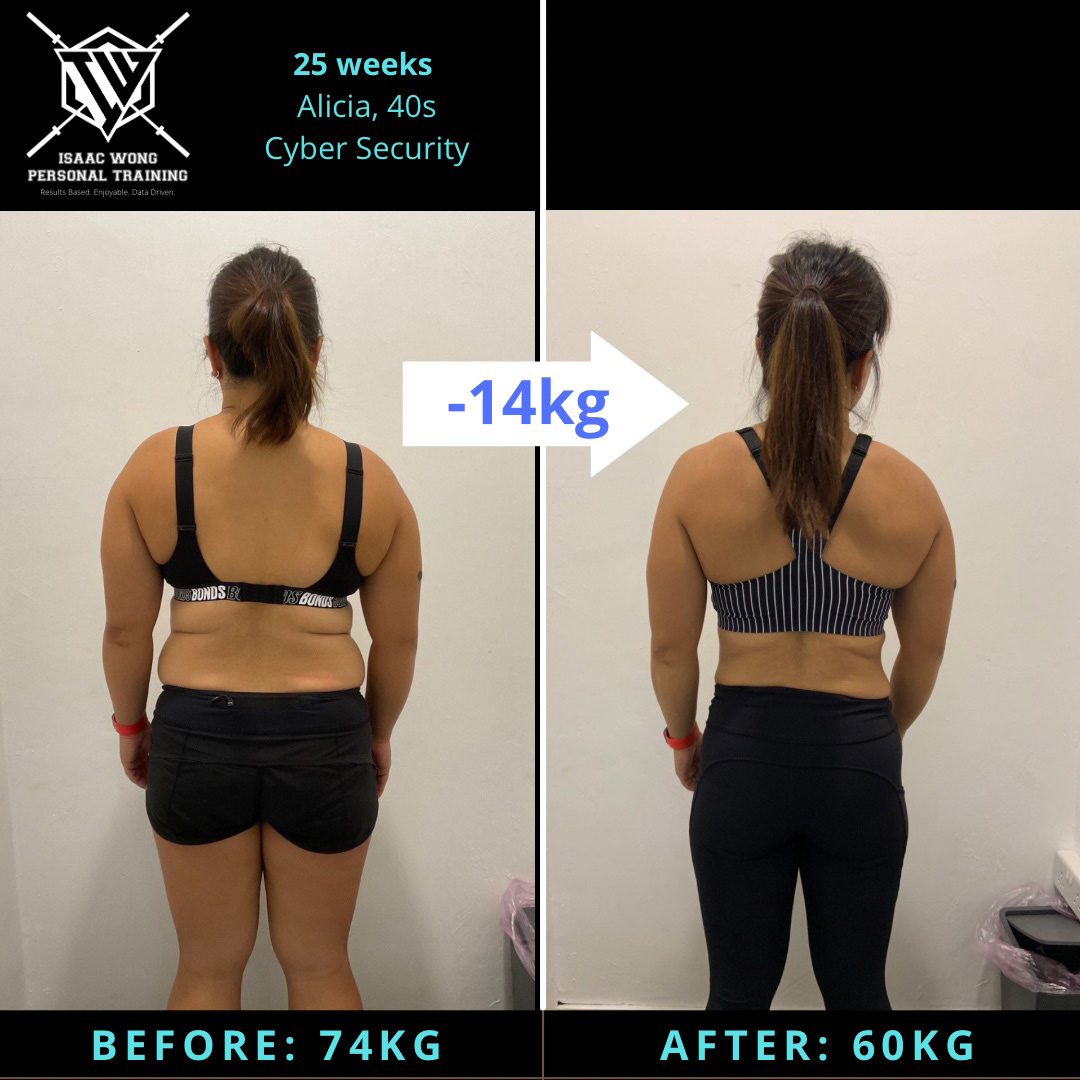 25 weeks
Alicia, 40s
Cyber Security
ISAAC WONG
PERSONAL TRAINING
Results Based. Enjoyable. Data Driven.
-14kg
BONDS
BONDS
BEFORE: 74KG
AFTER: 60KG